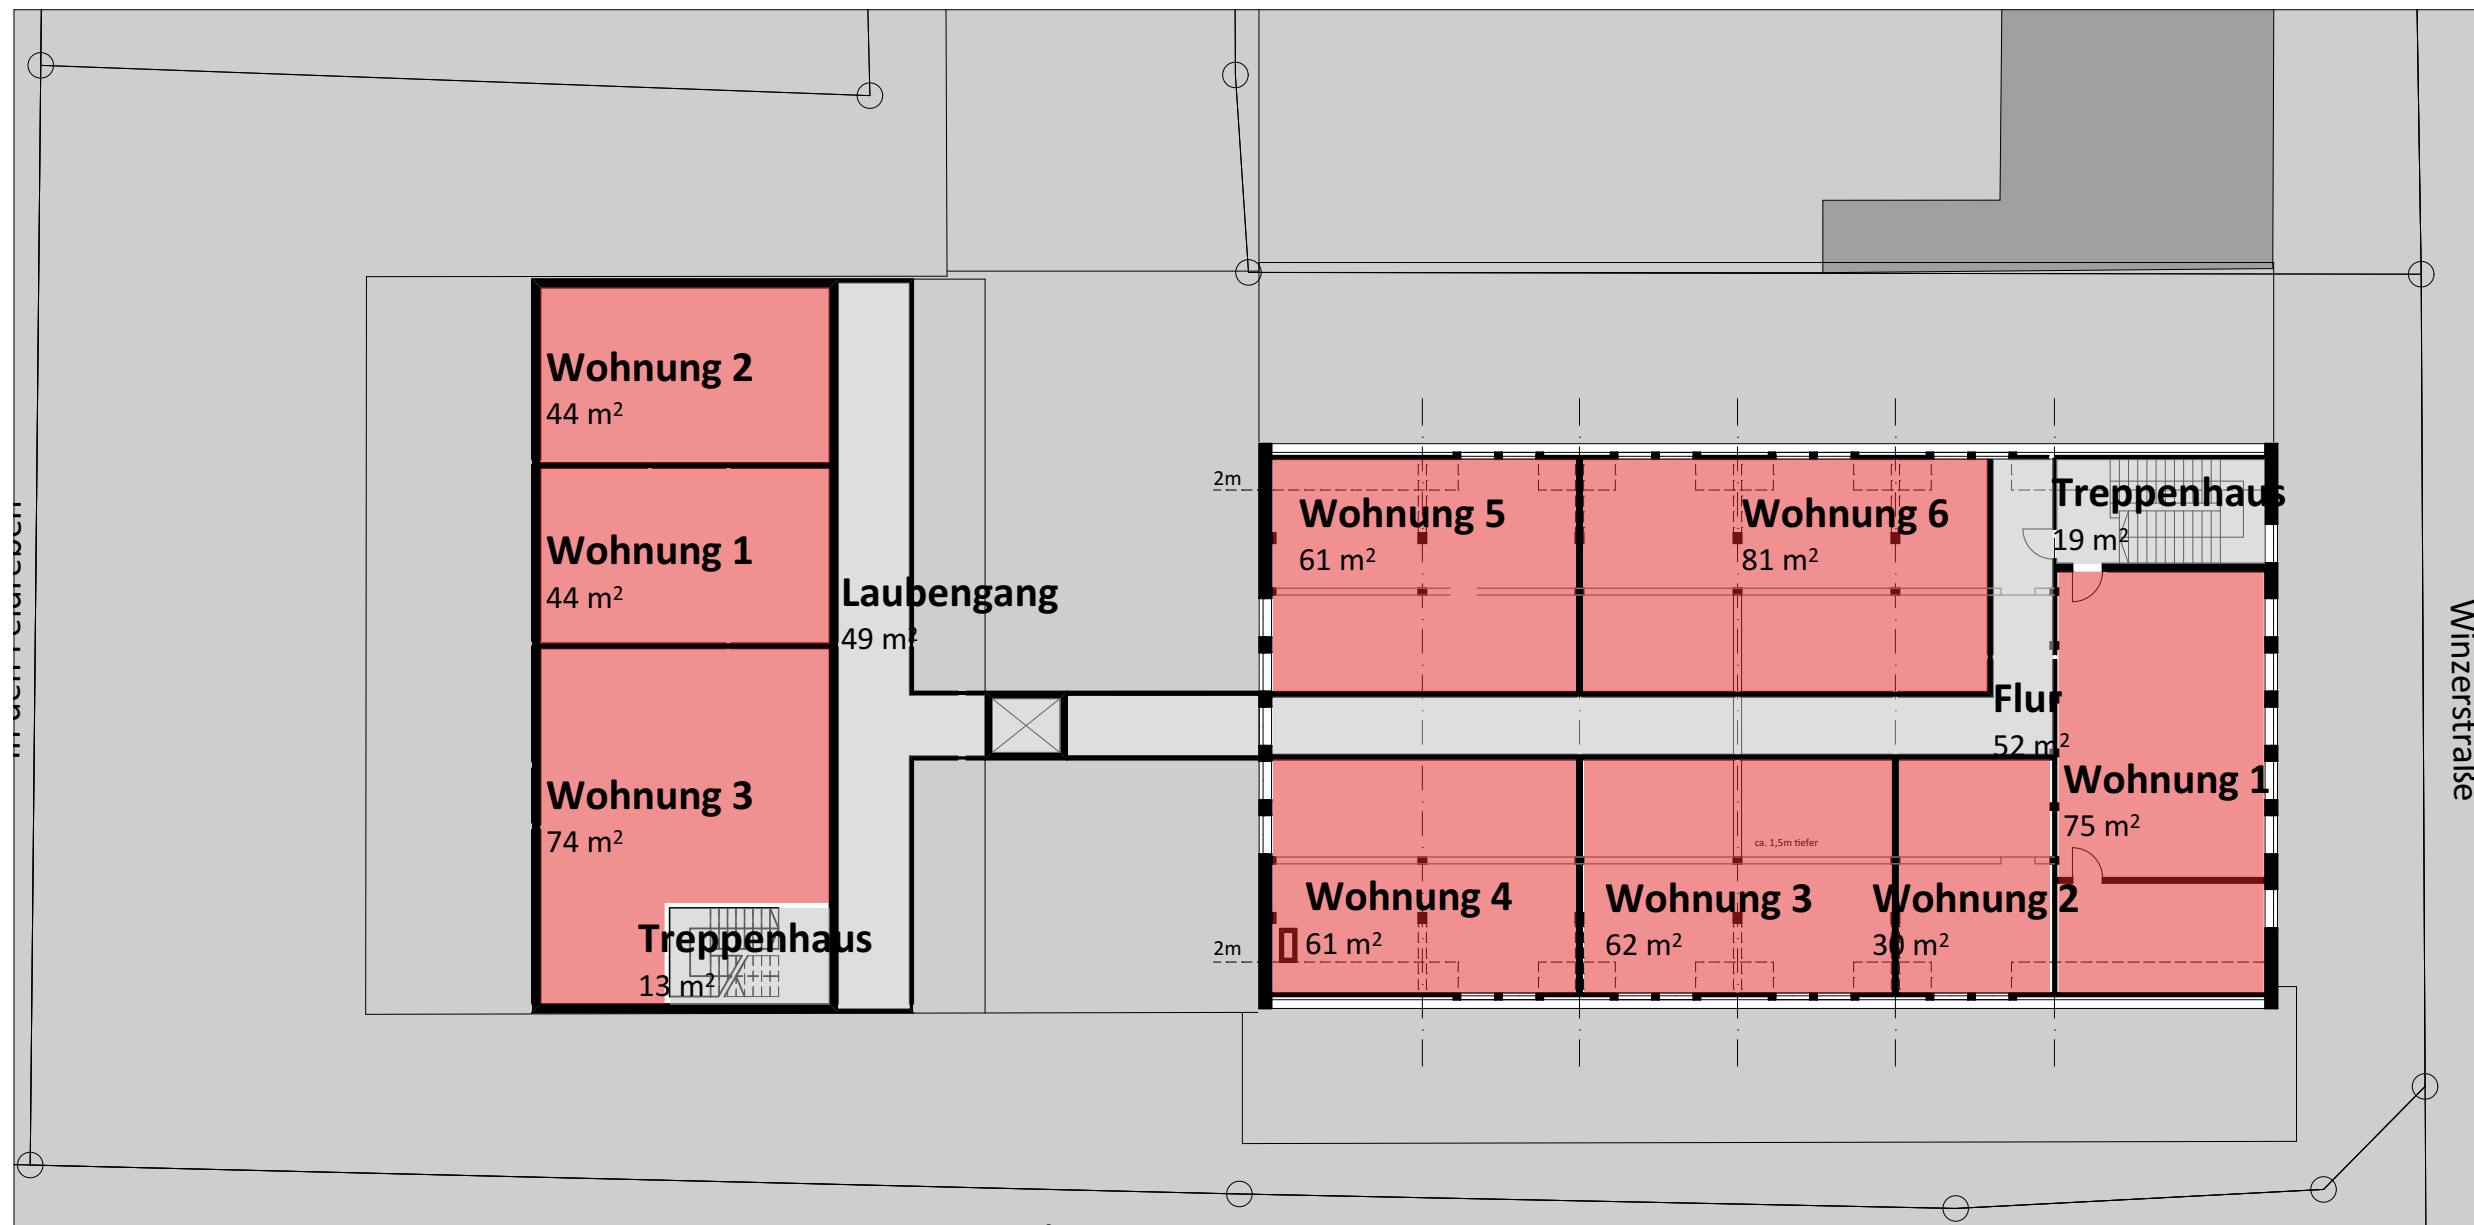 Wohnung 2
44 m²
Wohnung 1
44 m²
Wohnung 3
74 m²
Treppenhaus
13 m²
Laubengang
49 m²
2m
Wohnung 5
61 m²
Wohnung 6
81 m²
Treppenhaus
19 m²
Flur
52 m²
Wohnung 1
75 m²
ca. 1,5m tiefer
Wohnung 4
61 m²
Wohnung 3
62 m²
Wohnung 2
30 m²
2m
Winzerstraße